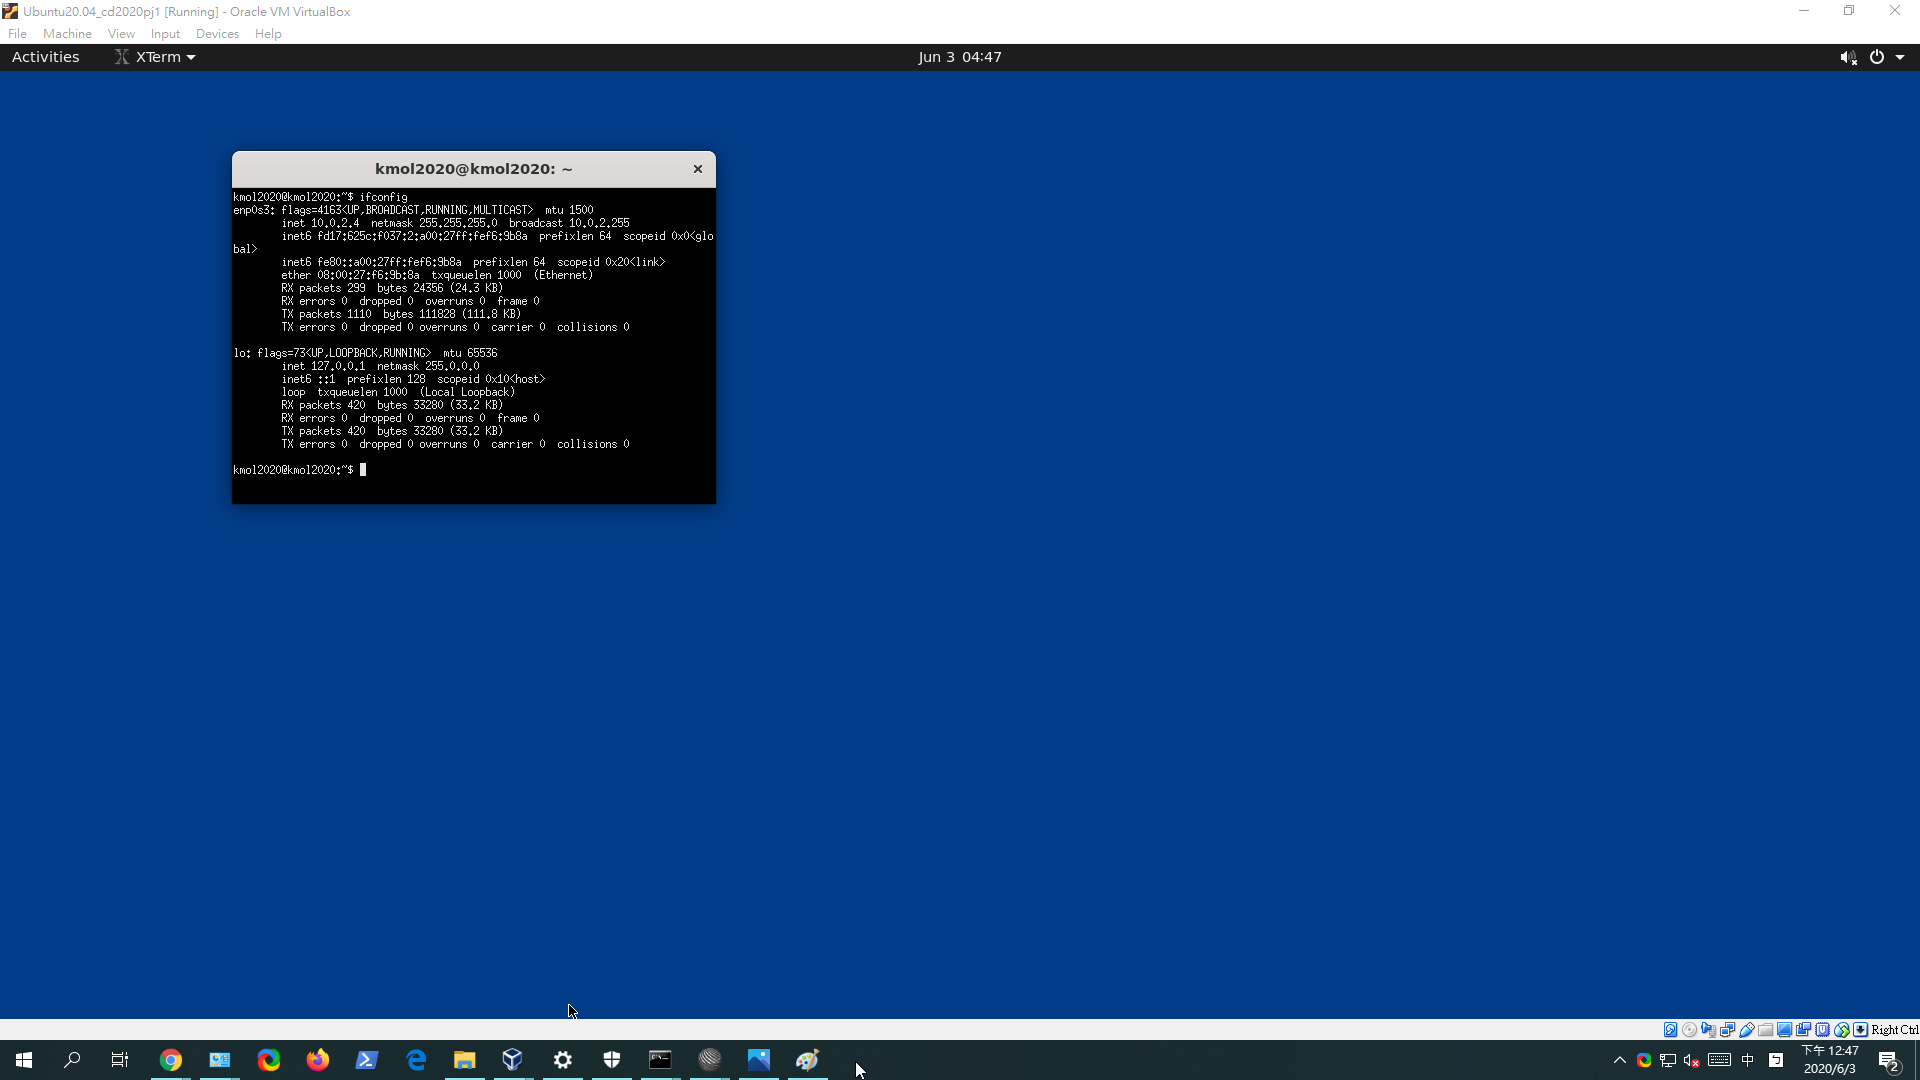 Ubuntu20.04_cd2020pj1 [Running] - Oracle VM VirtualBox
File Machine View Input Devices Help
Activities XTerm Jun 3 04:47
kmol2020@kmol2020: ~
kmol2020@kmol2020:~$ ifconfig
enp0s3: flags=4163<UP,BROADCAST,RUNNING,MULTICAST>  mtu 1500
        inet 10.0.2.4  netmask 255.255.255.0  broadcast 10.0.2.255
        inet6 fd17:625c:f037:2:a00:27ff:fef6:9b8a  prefixlen 64  scopeid 0x0<glo
bal>
        inet6 fe80::a00:27ff:fef6:9b8a  prefixlen 64  scopeid 0x20<link>
        ether 08:00:27:f6:9b:8a  txqueuelen 1000  (Ethernet)
        RX packets 299  bytes 24356 (24.3 KB)
        RX errors 0  dropped 0  overruns 0  frame 0
        TX packets 1110  bytes 111828 (111.8 KB)
        TX errors 0  dropped 0 overruns 0  carrier 0  collisions 0
lo: flags=73<UP,LOOPBACK,RUNNING>  mtu 65536
        inet 127.0.0.1  netmask 255.0.0.0
        inet6 ::1  prefixlen 128  scopeid 0x10<host>
        loop  txqueuelen 1000  (Local Loopback)
        RX packets 420  bytes 33280 (33.2 KB)
        RX errors 0  dropped 0  overruns 0  frame 0
        TX packets 420  bytes 33280 (33.2 KB)
        TX errors 0  dropped 0 overruns 0  carrier 0  collisions 0
kmol2020@kmol2020:~$
Right Ctrl
中 ㄅ 下午 12:47
2020/6/3
2